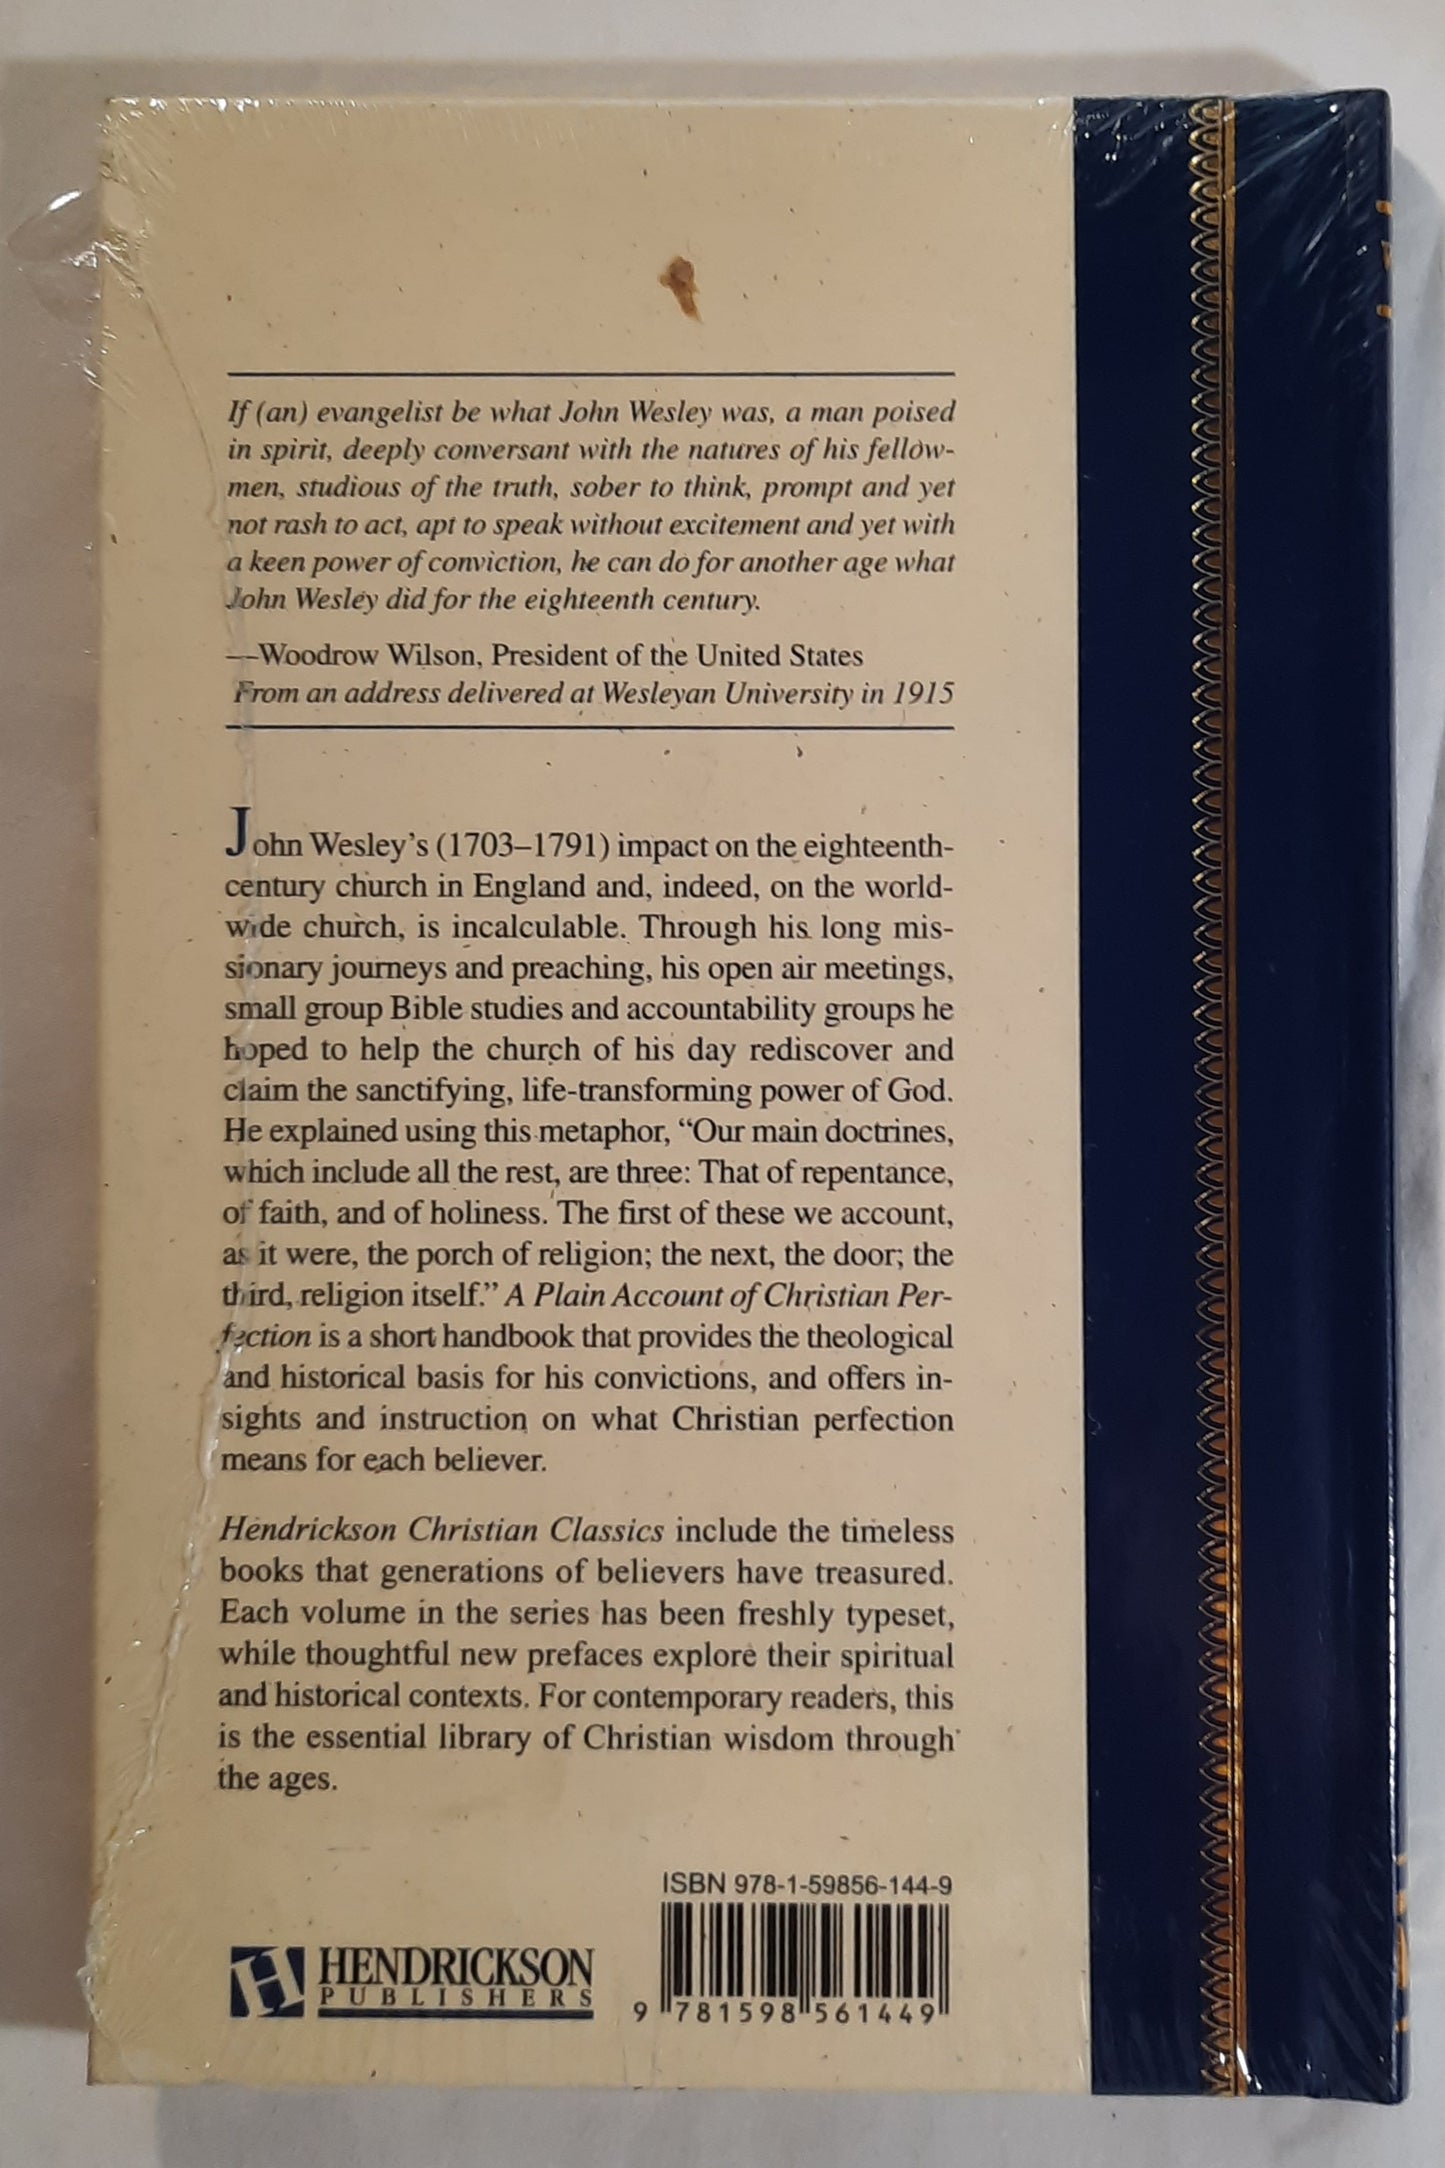 If (an) evangelist be what John Wesley was, a man poised
in spirit, deeply conversant with the natures of his fellow-
men, studious of the truth, sober to think, prompt and yet
not rash to act, apt to speak without excitement and yet with
a keen power of conviction, he can do for another age what
John Wesley did for the eighteenth century.
—Woodrow Wilson, President of the United States
From an address delivered at Wesleyan University in 1915
John Wesley's (1703–1791) impact on the eighteenth-
century church in England and, indeed, on the world-
wide church, is incalculable. Through his long mis-
sionary journeys and preaching, his open air meetings,
small group Bible studies and accountability groups he
hoped to help the church of his day rediscover and
claim the sanctifying, life-transforming power of God.
He explained using this metaphor, “Our main doctrines,
which include all the rest, are three: That of repentance,
of faith, and of holiness. The first of these we account,
as it were, the porch of religion; the next, the door; the
third, religion itself.” A Plain Account of Christian Per-
fection is a short handbook that provides the theological
and historical basis for his convictions, and offers in-
sights and instruction on what Christian perfection
means for each believer.
Hendrickson Christian Classics include the timeless
books that generations of believers have treasured.
Each volume in the series has been freshly typeset,
while thoughtful new prefaces explore their spiritual
and historical contexts. For contemporary readers, this
is the essential library of Christian wisdom through
the ages.
ISBN 978-1-59856-144-9
H HENDRICKSON
PUBLISHERS
9 781598 561449